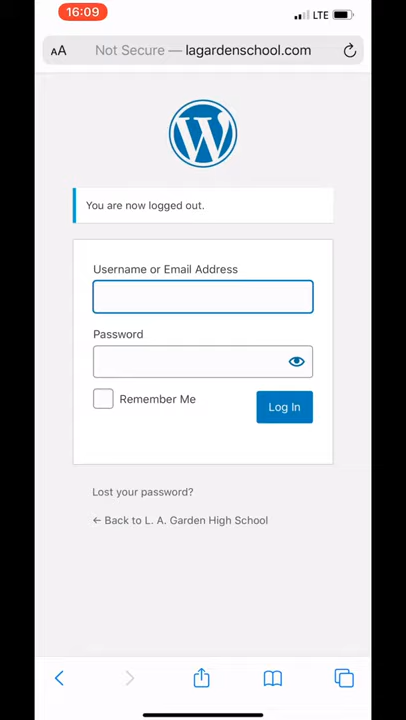 16:09
LTE
AA
Not Secure — lagardenschool.com
You are now logged out.
Username or Email Address
Password
Remember Me
Log In
Lost your password?
← Back to L. A. Garden High School